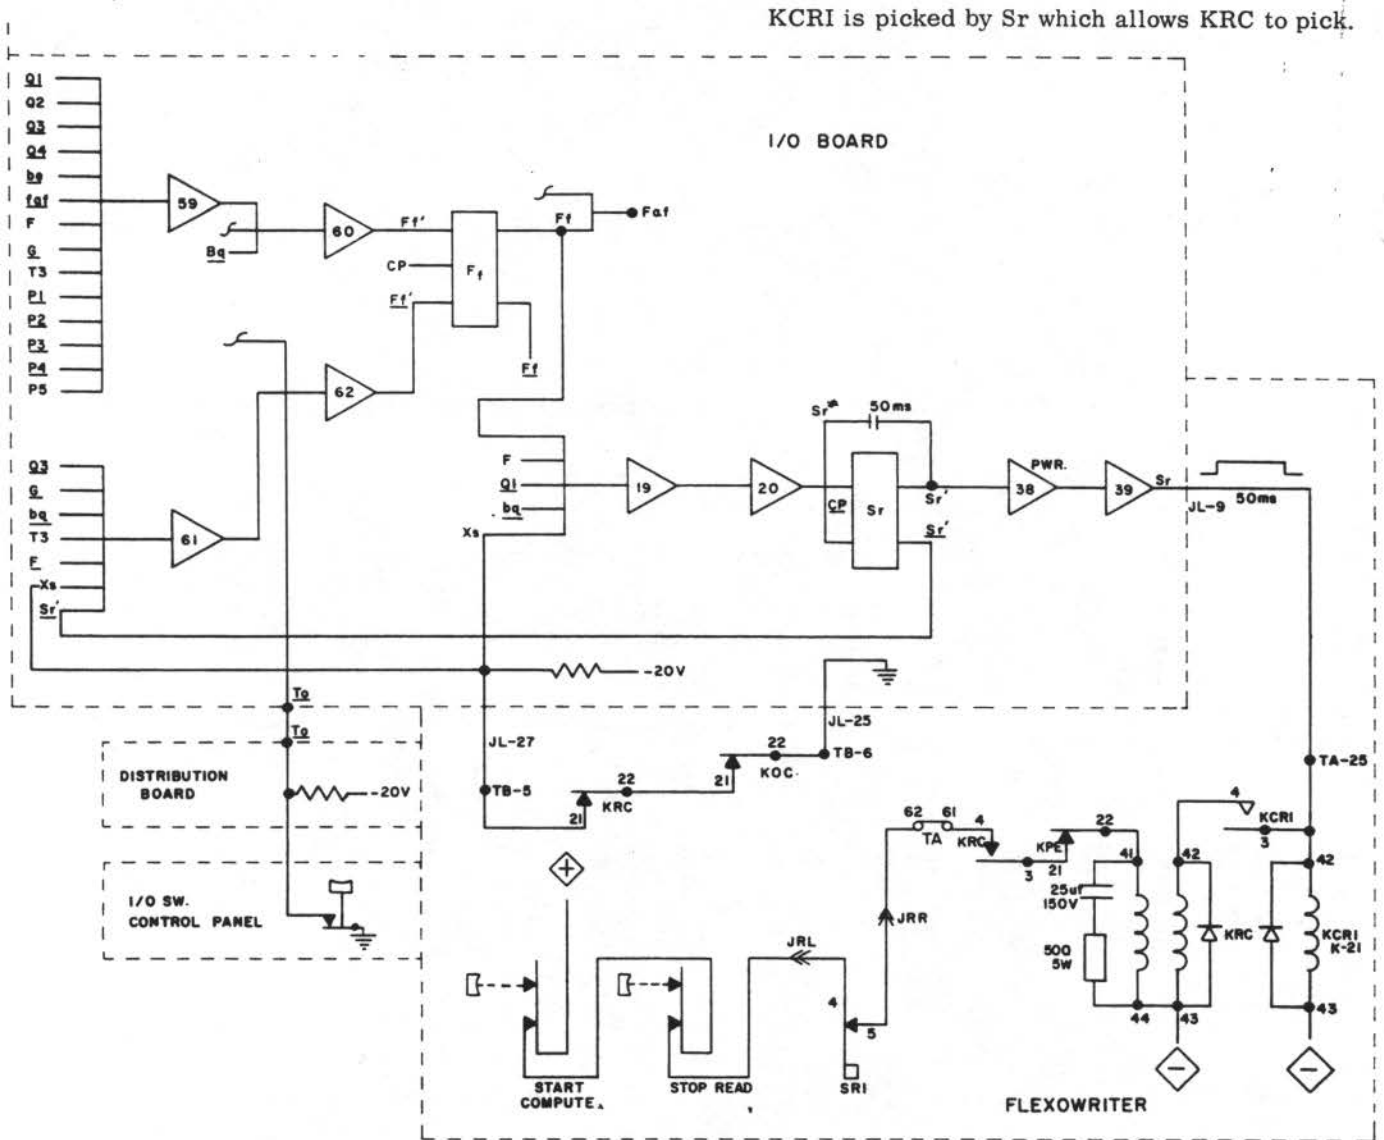 KCRI is picked by Sr which allows KRC to pick.
I/O BOARD
Q1
Q2
Q3
Q4
be
faf
F
G
T3
P1
P2
P3
P4
P5
59
Bq
60
Ff'
CP
Ff'
Ff
Ff
Faf
Ff
62
Q3
G
bq
T3
F
Xs
Sr'
61
F
Q1
bq
Xs
19
20
Sr*
50ms
CP
Sr
Sr'
Sr'
PWR.
38
39
Sr
50ms
JL-9
-20V
To
To
DISTRIBUTION
BOARD
-20V
I/O SW.
CONTROL PANEL
JL-27
TB-5
21
22
KRC
21
22
KOC
JL-25
TB-6
TA-25
62
61
TA
4
KRC
3
KPE
21
22
41
25uf
150V
50Ω
5W
44
42
KRC
43
4
KCRI
3
42
KCRI
K-21
43
JRR
JRL
4
5
SRI
+
START
COMPUTE
STOP READ
−
−
FLEXOWRITER